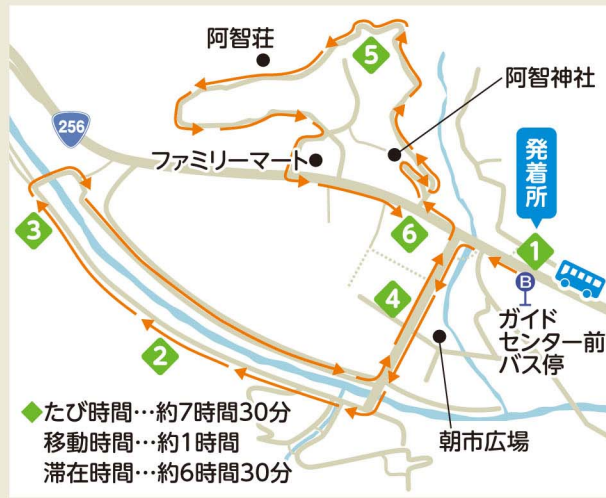 阿智荘
5
阿智神社
256
ファミリーマート
発着所
1
3
6
B
ガイド
センター前
バス停
4
2
朝市広場
たび時間…約7時間30分
移動時間…約1時間
滞在時間…約6時間30分